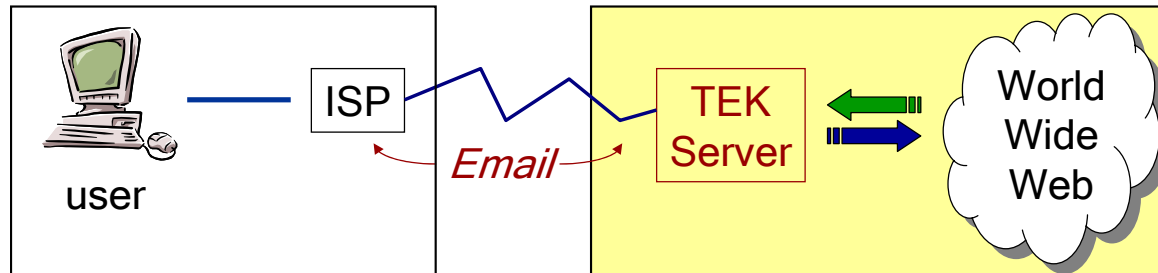 user
ISP
Email
TEK
Server
World
Wide
Web